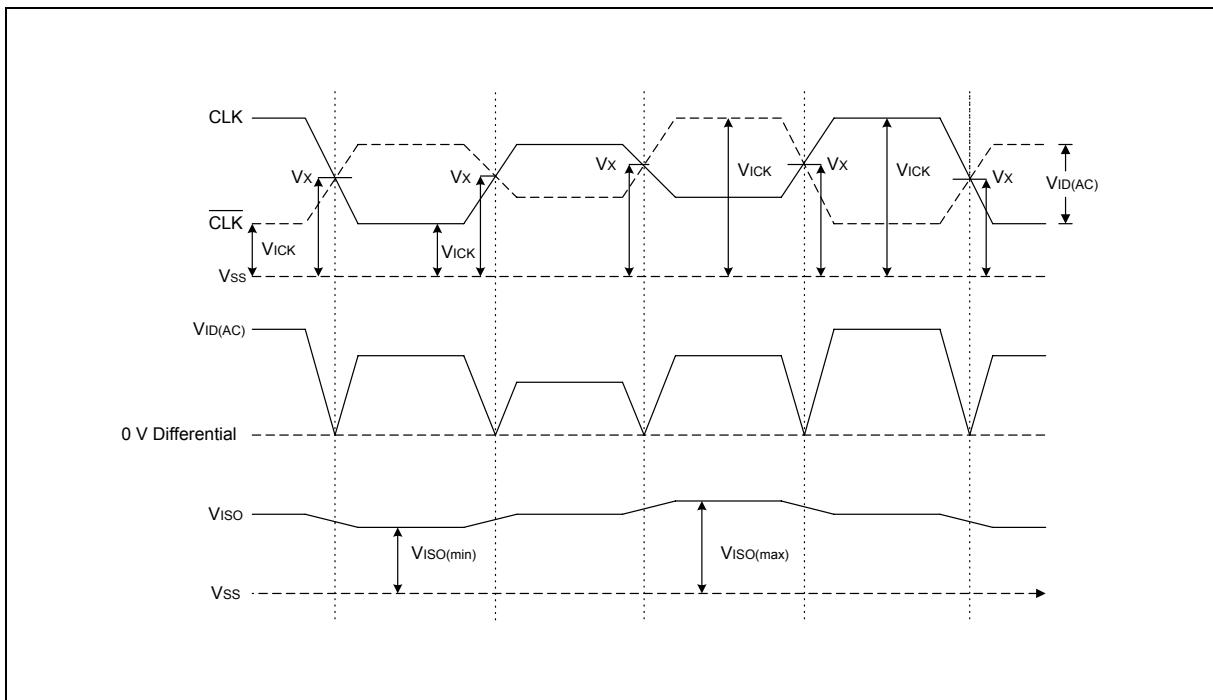 CLK
VX
VX
VX
VICK
VX
VICK
VX
VID(AC)
C̅L̅K̅
VICK
VICK
VSS
VID(AC)
0 V Differential
VISO
VISO(min)
VISO(max)
VSS